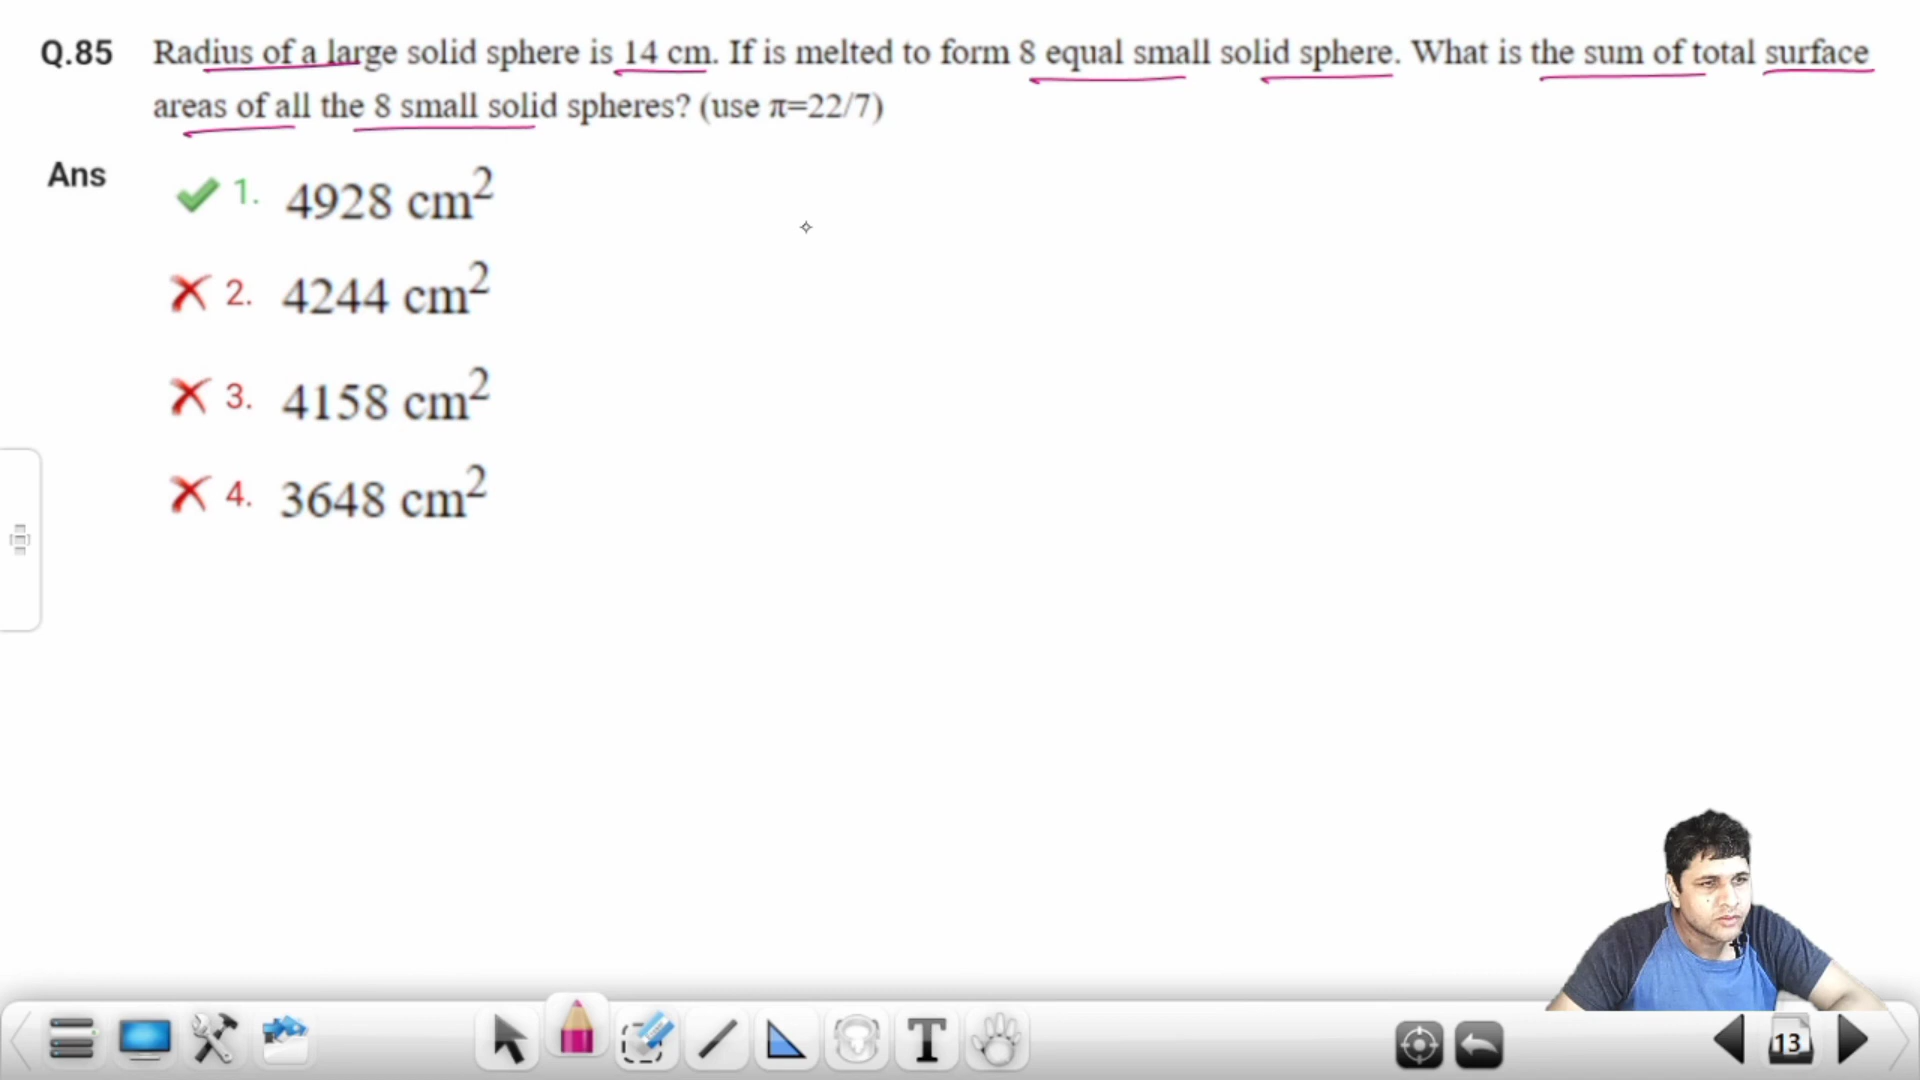 Q.85 Radius of a large solid sphere is 14 cm. If is melted to form 8 equal small solid sphere. What is the sum of total surface
areas of all the 8 small solid spheres? (use π=22/7)
Ans
1. 4928 cm²
2. 4244 cm²
3. 4158 cm²
4. 3648 cm²
T
13